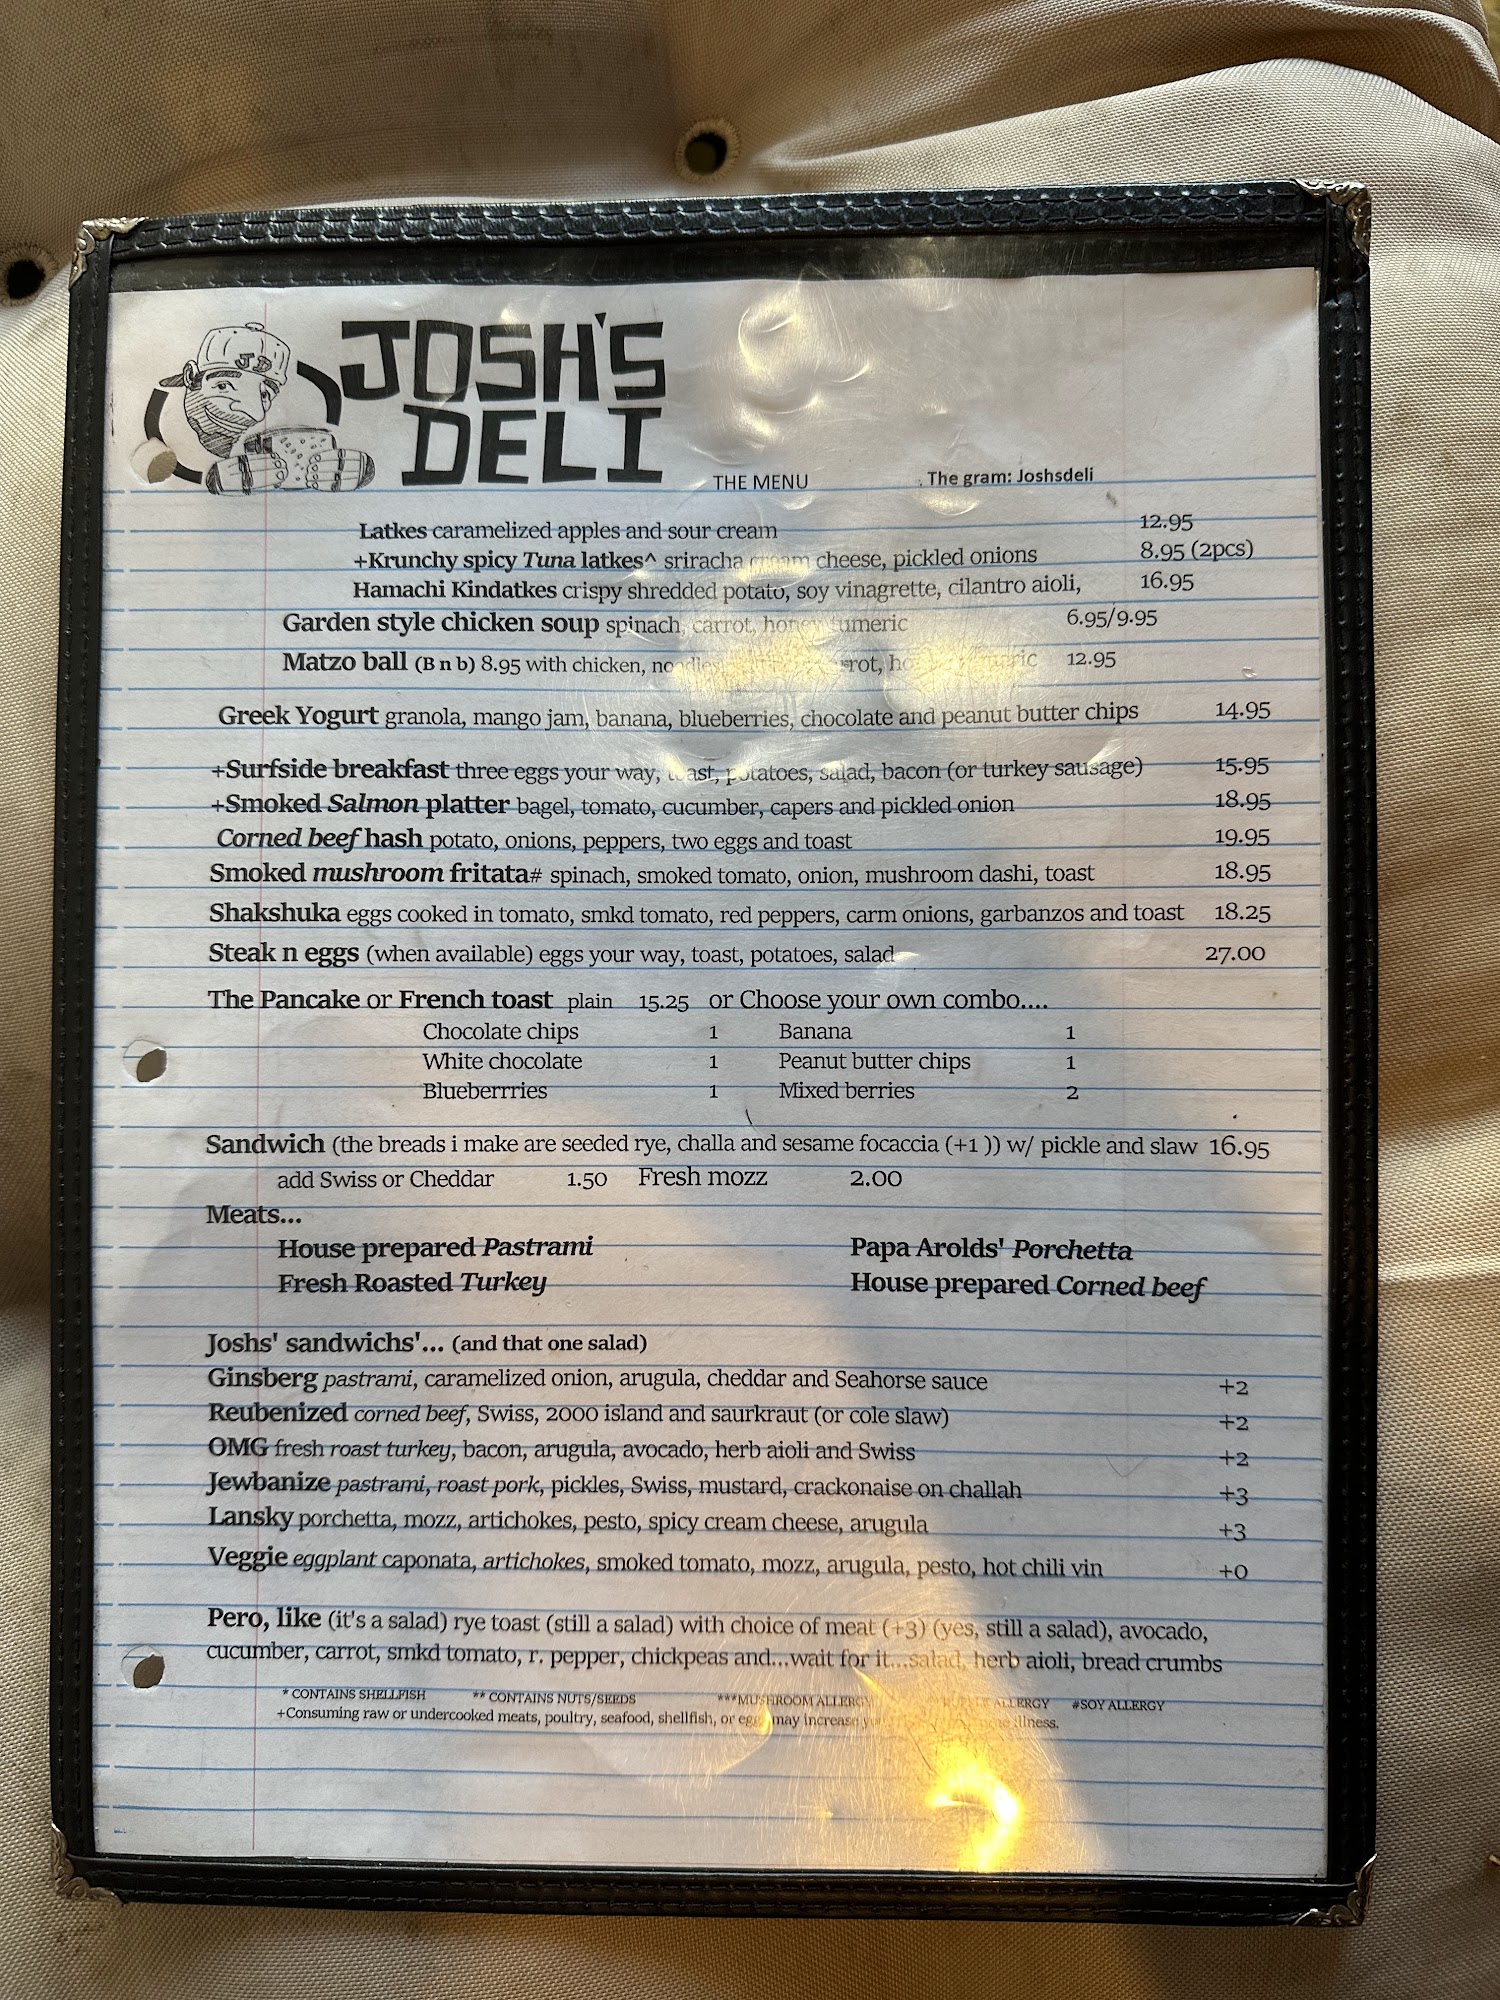 JD
JOSH'S
DELI
THE MENU The gram: Joshsdeli
Latkes caramelized apples and sour cream 12.95
+Krunchy spicy Tuna latkes^ sriracha cream cheese, pickled onions 8.95 (2pcs)
Hamachi Kindatkes crispy shredded potato, soy vinagrette, cilantro aioli, 16.95
Garden style chicken soup spinach, carrot, honey tumeric 6.95/9.95
Matzo ball (B n b) 8.95 with chicken, noodles, 12.95
Greek Yogurt granola, mango jam, banana, blueberries, chocolate and peanut butter chips 14.95
+Surfside breakfast three eggs your way, toast, potatoes, salad, bacon (or turkey sausage) 15.95
+Smoked Salmon platter bagel, tomato, cucumber, capers and pickled onion 18.95
Corned beef hash potato, onions, peppers, two eggs and toast 19.95
Smoked mushroom fritata# spinach, smoked tomato, onion, mushroom dashi, toast 18.95
Shakshuka eggs cooked in tomato, smkd tomato, red peppers, carm onions, garbanzos and toast 18.25
Steak n eggs (when available) eggs your way, toast, potatoes, salad 27.00
The Pancake or French toast plain 15.25 or Choose your own combo....
Chocolate chips 1 Banana 1
White chocolate 1 Peanut butter chips 1
Blueberrries 1 Mixed berries 2
Sandwich (the breads i make are seeded rye, challa and sesame focaccia (+1 )) w/ pickle and slaw 16.95
add Swiss or Cheddar 1.50 Fresh mozz 2.00
Meats...
House prepared Pastrami Papa Arolds' Porchetta
Fresh Roasted Turkey House prepared Corned beef
Joshs' sandwichs'... (and that one salad)
Ginsberg pastrami, caramelized onion, arugula, cheddar and Seahorse sauce +2
Reubenized corned beef, Swiss, 2000 island and saurkraut (or cole slaw) +2
OMG fresh roast turkey, bacon, arugula, avocado, herb aioli and Swiss +2
Jewbanize pastrami, roast pork, pickles, Swiss, mustard, crackonaise on challah +3
Lansky porchetta, mozz, artichokes, pesto, spicy cream cheese, arugula +3
Veggie eggplant caponata, artichokes, smoked tomato, mozz, arugula, pesto, hot chili vin +0
Pero, like (it's a salad) rye toast (still a salad) with choice of meat (+3) (yes, still a salad), avocado,
cucumber, carrot, smkd tomato, r. pepper, chickpeas and...wait for it...salad, herb aioli, bread crumbs
* CONTAINS SHELLFISH ** CONTAINS NUTS/SEEDS ***MUSHROOM ALLERGY ALLERGY #SOY ALLERGY
+Consuming raw or undercooked meats, poultry, seafood, shellfish, or eggs may increase illness.